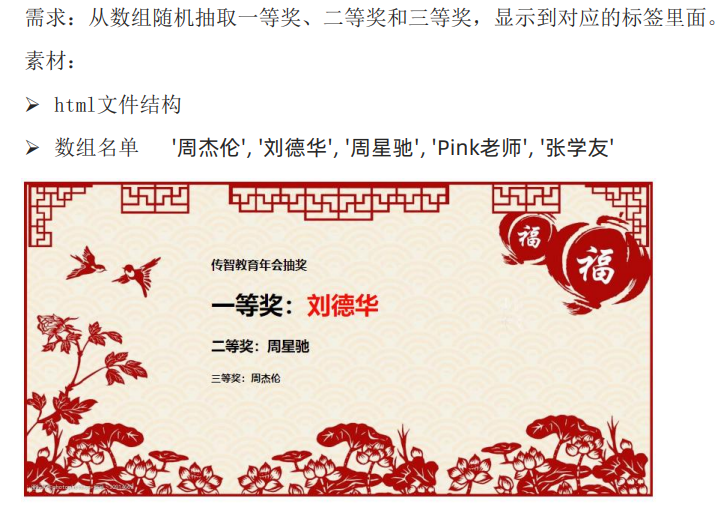 需求：从数组随机抽取一等奖、二等奖和三等奖，显示到对应的标签里面。
素材：
➢ html文件结构
➢ 数组名单 '周杰伦', '刘德华', '周星驰', 'Pink老师', '张学友'
福
福
传智教育年会抽奖
一等奖：刘德华
二等奖：周星驰
三等奖：周杰伦